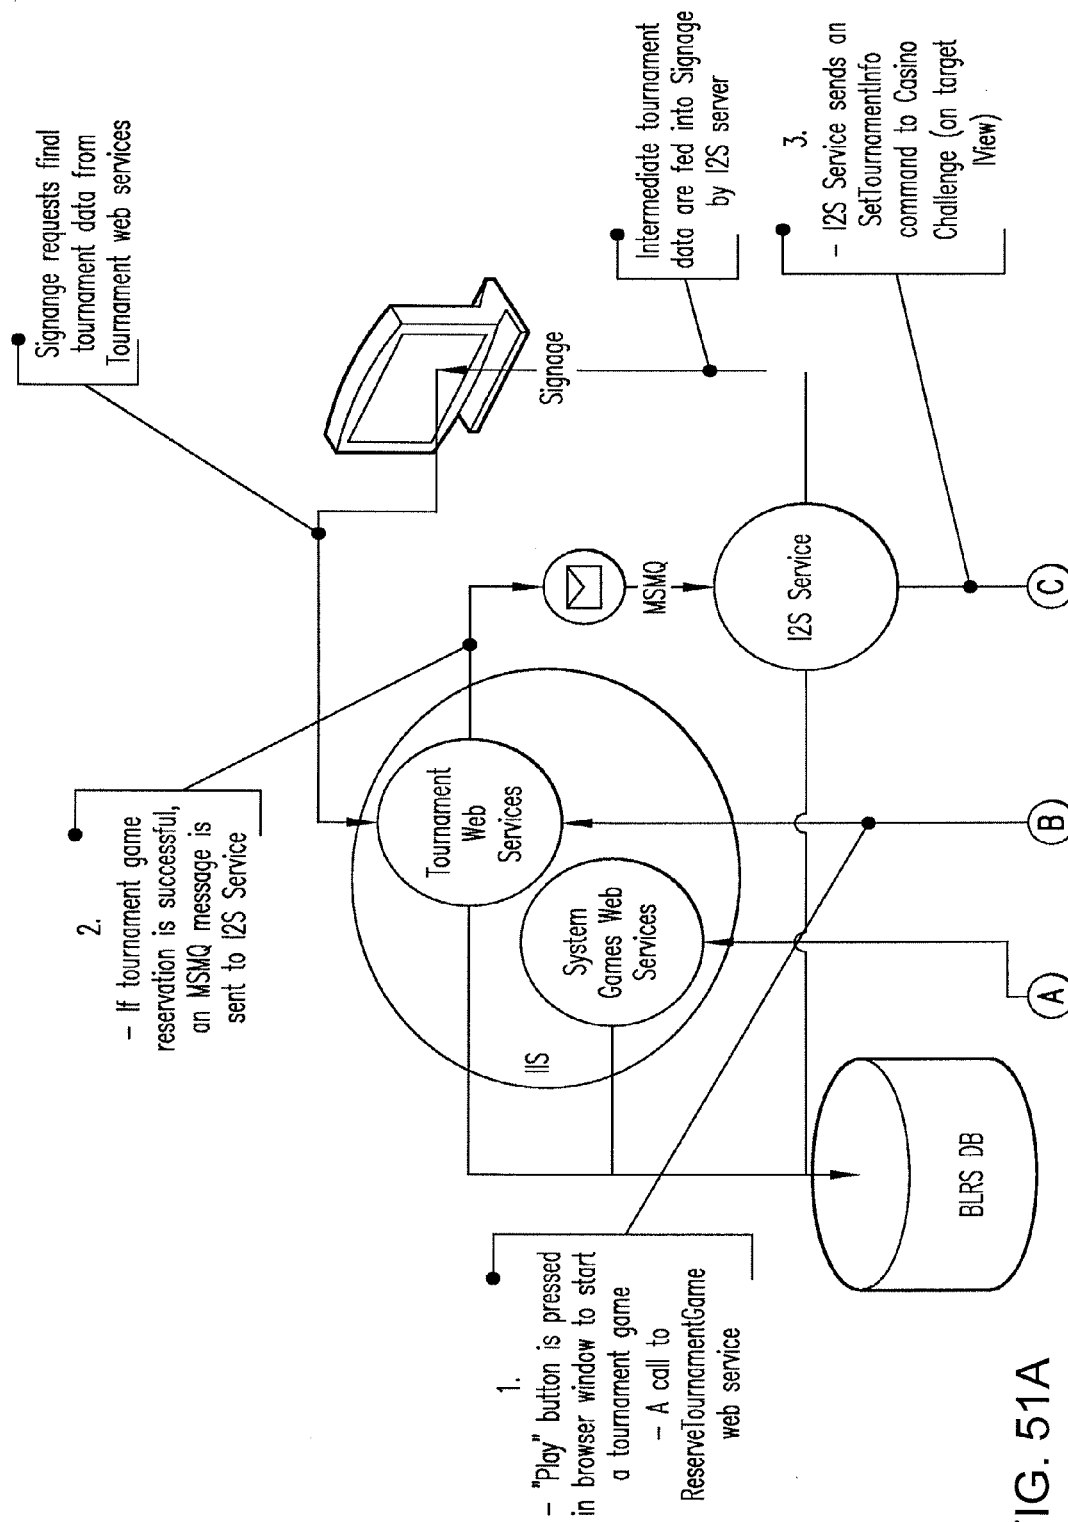 1.
- "Play" button is pressed
in browser window to start
a tournament game
- A call to
ReserveTournamentGame
web service
2.
- If tournament game
reservation is successful,
an MSMQ message is
sent to I2S Service
Signange requests final
tournament data from
Tournament web services
IIS
Tournament
Web
Services
System
Games Web
Services
MSMQ
Signage
Intermediate tournament
data are fed into Signage
by I2S server
I2S Service
3.
- I2S Service sends an
SetTournamentInfo
command to Casino
Challenge (on target
IView)
BLRS DB
A
B
C
FIG. 51A